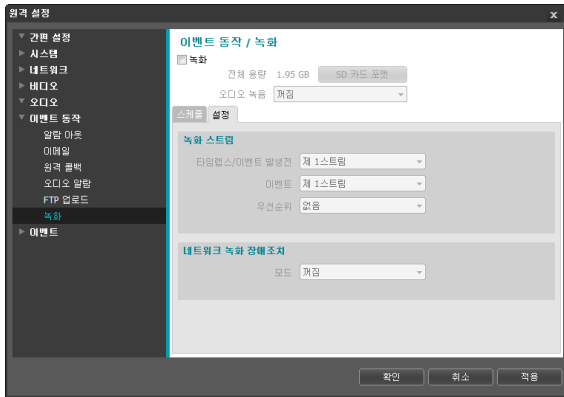 원격 설정
x
간편 설정
시스템
네트워크
비디오
오디오
이벤트 동작
알람 아웃
이메일
원격 콜백
오디오 알람
FTP 업로드
녹화
이벤트
이벤트 동작 / 녹화
녹화
전체 용량 1.95 GB SD 카드 포맷
오디오 녹음 꺼짐
스케줄 설정
녹화 스트림
타임랩스/이벤트 발생전 제 1스트림
이벤트 제 1스트림
우선순위 없음
네트워크 녹화 장애조치
모드 꺼짐
확인 취소 적용